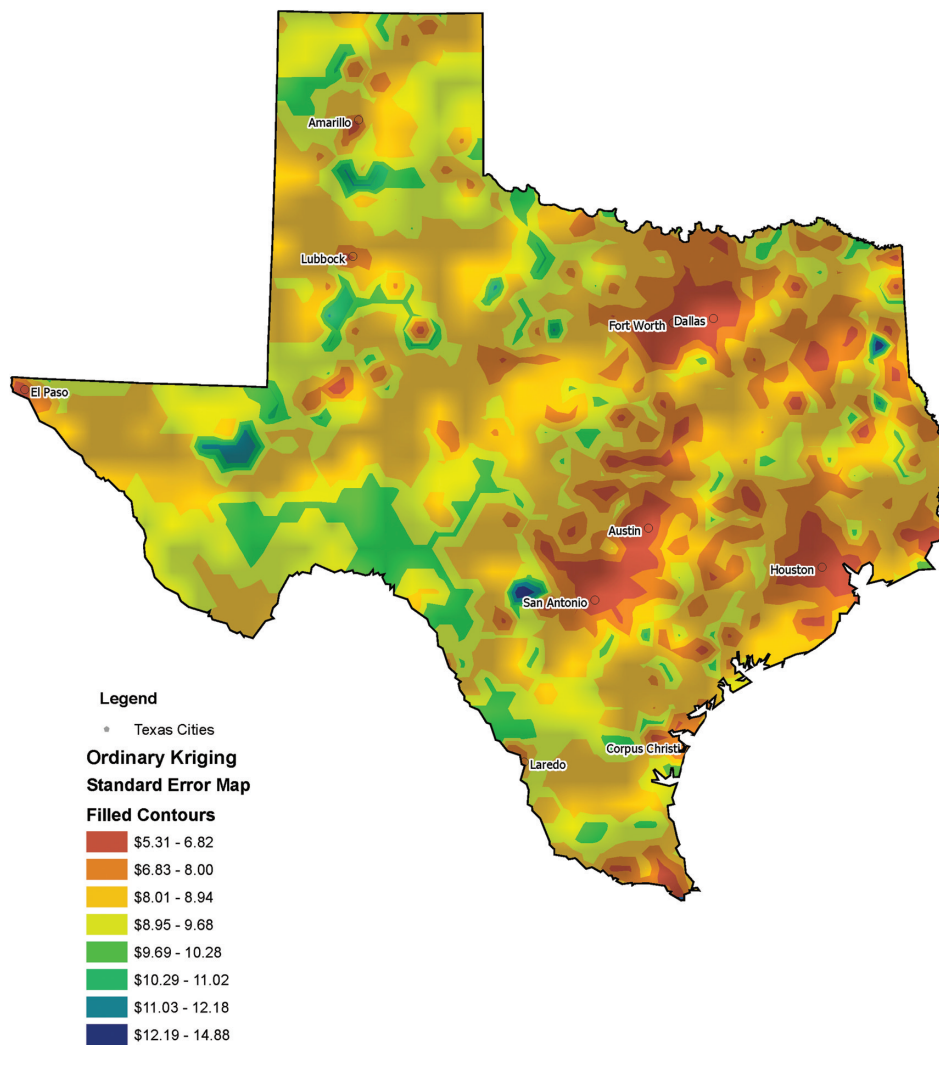 Amarillo
Lubbock
Fort Worth
Dallas
El Paso
Austin
Houston
San Antonio
Corpus Christi
Laredo
Legend
Texas Cities
Ordinary Kriging
Standard Error Map
Filled Contours
$5.31 - 6.82
$6.83 - 8.00
$8.01 - 8.94
$8.95 - 9.68
$9.69 - 10.28
$10.29 - 11.02
$11.03 - 12.18
$12.19 - 14.88